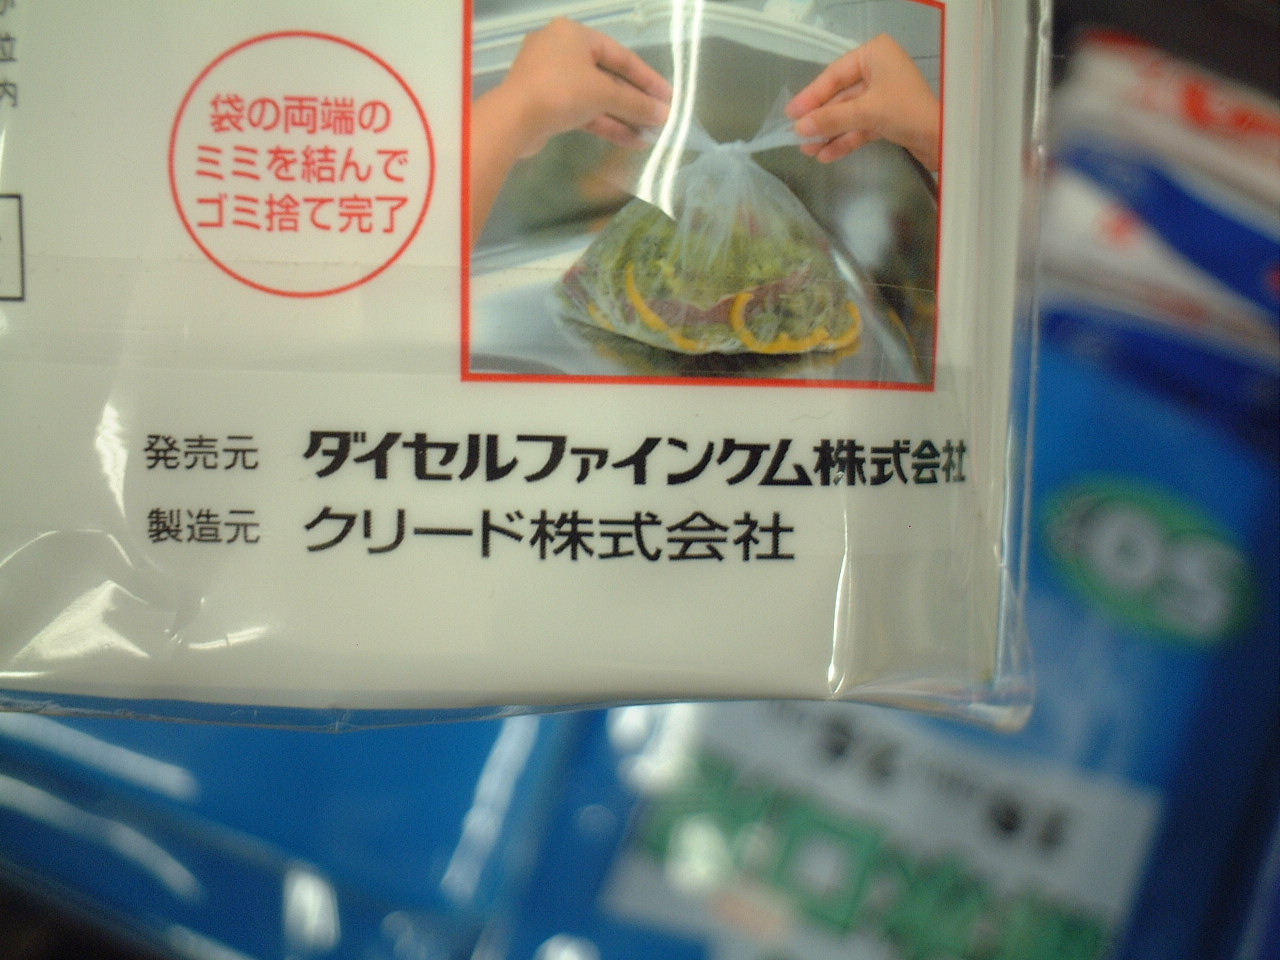 袋の両端の
ミミを結んで
ゴミ捨て完了
発売元 ダイセルファインケム株式会社
製造元 クリード株式会社